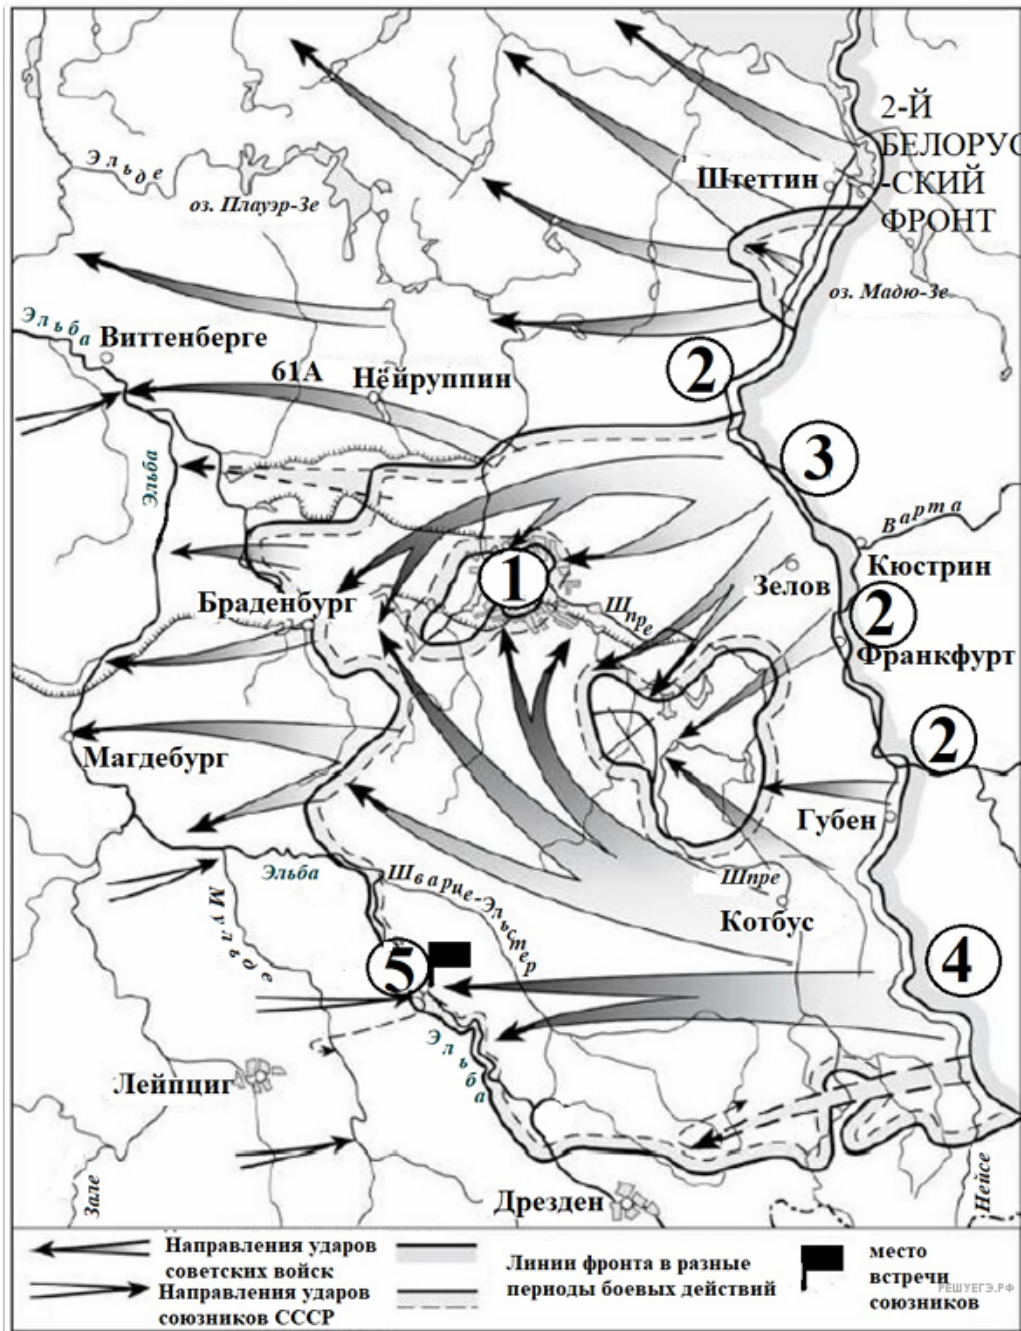 2-Й
БЕЛОРУС
-СКИЙ
ФРОНТ
Эльде
Штеттин
оз. Плауэр-Зе
оз. Мадю-Зе
Эльба
Виттенберге
61А
Нёйруппин
2
3
Эльба
Варта
Кюстрин
Зелов
1
Браденбург
Шпре
2
Франкфурт
2
Магдебург
Губен
Эльба
Шварце-Эльстер
Шпре
Котбус
Мульде
5
4
Эльба
Лейпциг
Зале
Дрезден
Нейсе
Направления ударов
советских войск
Направления ударов
союзников СССР
Линии фронта в разные
периоды боевых действий
место
встречи
союзников
РЕШУЕГЭ.РФ